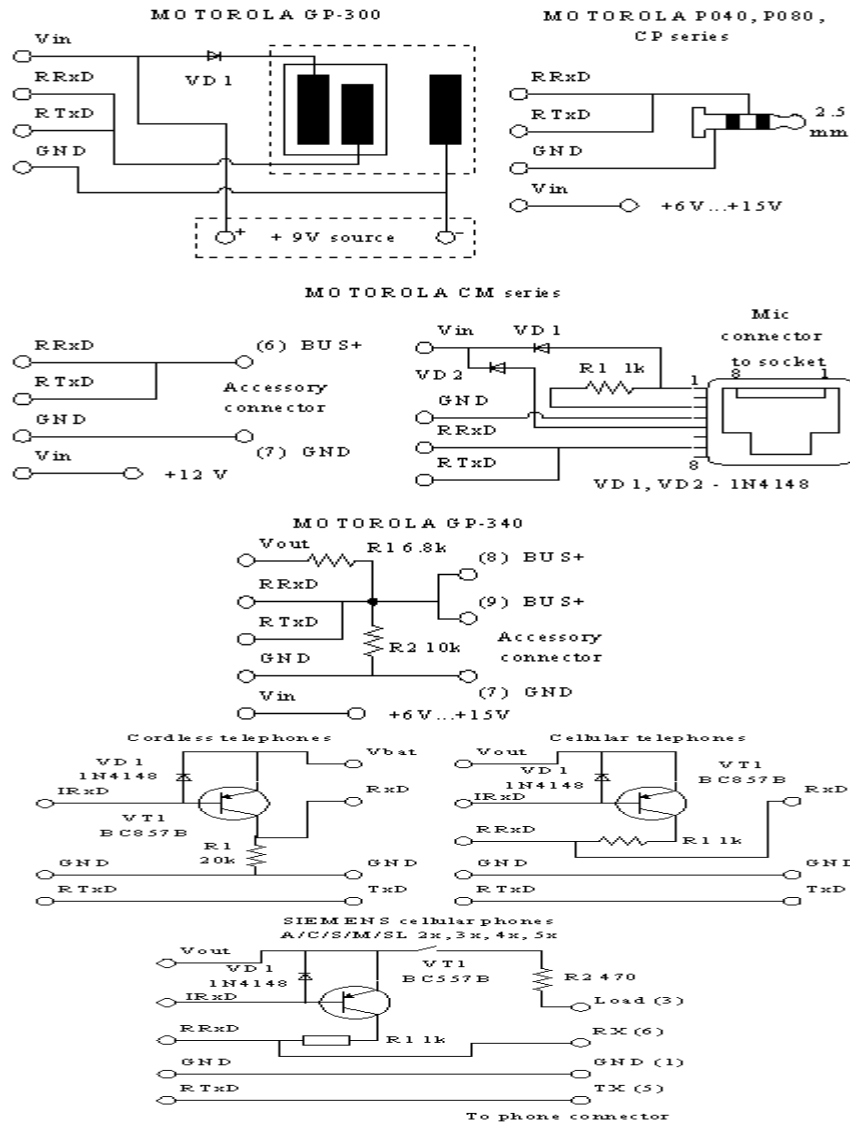 MOTOROLA GP-300
Vin
RRxD
VD1
RTxD
GND
+
+ 9V source
-
MOTOROLA P040, P080,
CP series
RRxD
RTxD
2.5
mm
GND
Vin
+6V...+15V
MOTOROLA CM series
RRxD
(6) BUS+
RTxD
Accessory
connector
GND
(7) GND
Vin
+12 V
Vin
VD1
Mic
connector
to socket
VD2
R1 1k
1
8
1
GND
RRxD
RTxD
8
VD1, VD2 - 1N4148
MOTOROLA GP-340
Vout
R1 6.8k
(8) BUS+
RRxD
(9) BUS+
RTxD
R2 10k
Accessory
connector
GND
(7) GND
Vin
+6V...+15V
Cordless telephones
VD1
1N4148
Vbat
IRxD
RxD
VT1
BC857B
R1
20k
GND
GND
RTxD
TxD
Cellular telephones
Vout
VD1
1N4148
VT1
BC857B
IRxD
RxD
RRxD
R1 1k
GND
GND
RTxD
TxD
SIEMENS cellular phones
A/C/S/M/SL 2x, 3x, 4x, 5x
Vout
VD1
1N4148
VT1
BC557B
R2 470
IRxD
Load (3)
RRxD
R1 1k
RX (6)
GND
GND (1)
RTxD
TX (5)
To phone connector